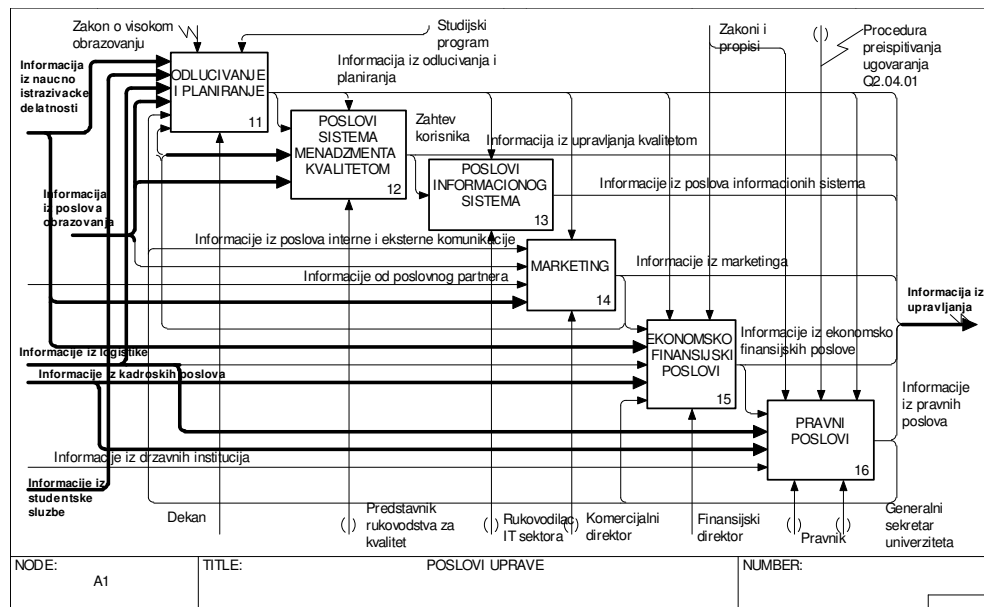 Zakon o visokom
obrazovanju
Studijski
program
Zakoni i
propisi
Procedura
preispitivanja
ugovaranja
Q2.04.01
Informacija
iz naucno
istrazivacke
delatnosti
Informacija iz odlucivanja i
planiranja
ODLUCIVANJE
I PLANIRANJE
11
POSLOVI
SISTEMA
MENADZMENTA
KVALITETOM
12
Zahtev
korisnika
Informacija iz upravljanja kvalitetom
POSLOVI
INFORMACIONOG
SISTEMA
13
Informacije iz poslova informacionih sistema
Informacija
iz poslova
obrazovanja
Informacije iz poslova interne i eksterne komunikacije
MARKETING
14
Informacije iz marketinga
Informacije od poslovnog partnera
Informacija iz
upravljanja
EKONOMSKO
FINANSIJSKI
POSLOVI
15
Informacije iz ekonomsko
finansijskih poslove
Informacije iz logistike
Informacije iz kadroskih poslova
Informacije
iz pravnih
poslova
PRAVNI
POSLOVI
16
Informacije iz drzavnih institucija
Informacije iz
studentske
sluzbe
Dekan
Predstavnik
rukovodstva za
kvalitet
Rukovodilac
IT sektora
Komercijalni
direktor
Finansijski
direktor
Pravnik
Generalni
sekretar
univerziteta
NODE:
A1
TITLE:
POSLOVI UPRAVE
NUMBER: